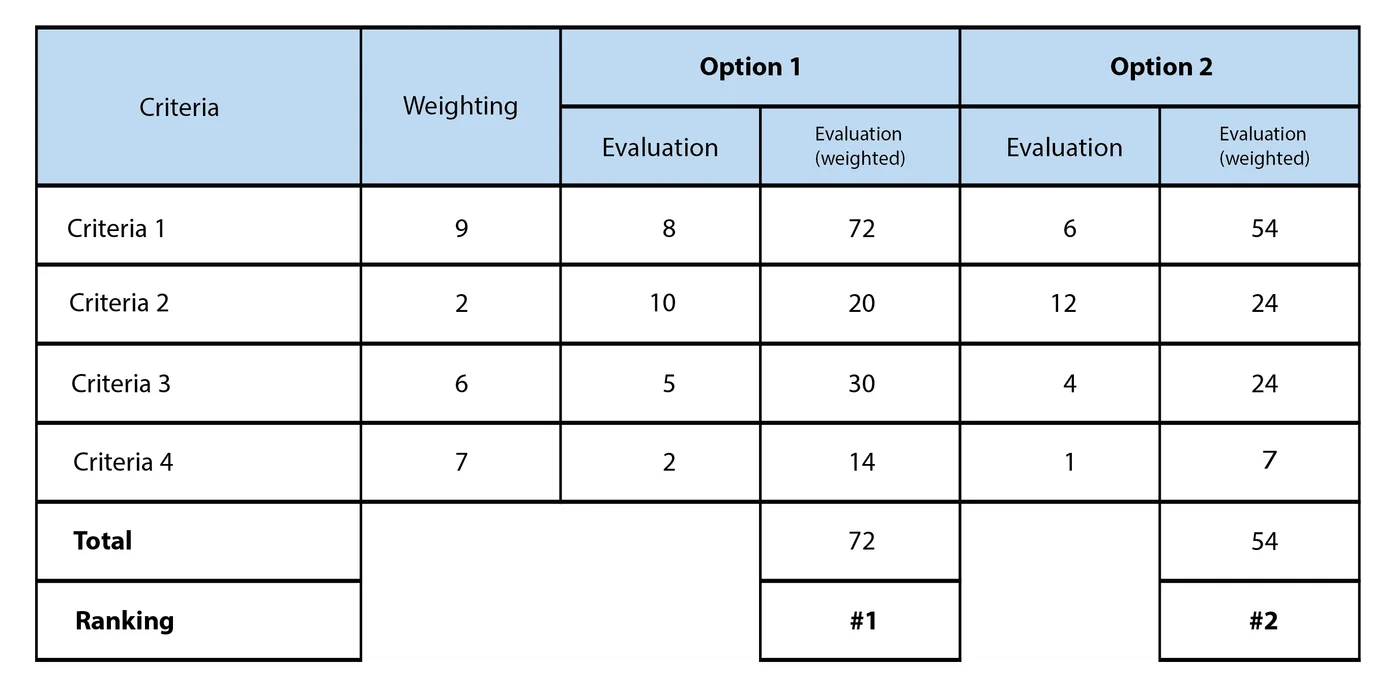 Criteria Weighting Option 1 Option 2
Evaluation Evaluation (weighted) Evaluation Evaluation (weighted)
Criteria 1 9 8 72 6 54
Criteria 2 2 10 20 12 24
Criteria 3 6 5 30 4 24
Criteria 4 7 2 14 1 7
Total 72 54
Ranking #1 #2